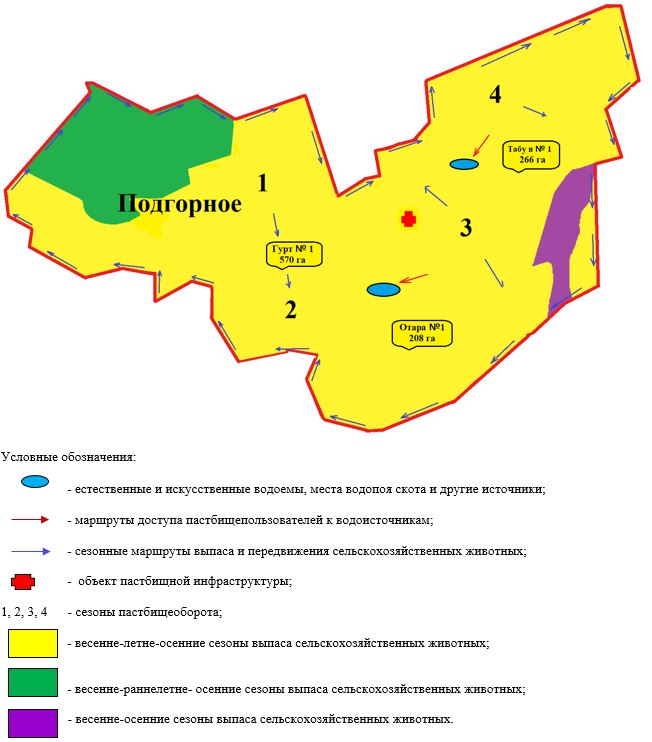 4
Табун № 1
266 га
1
Подгорное
3
Гурт № 1
570 га
2
Отара №1
208 га
Условные обозначения:
- естественные и искусственные водоемы, места водопоя скота и другие источники;
- маршруты доступа пастбищепользователей к водоисточникам;
- сезонные маршруты выпаса и передвижения сельскохозяйственных животных;
- объект пастбищной инфраструктуры;
1, 2, 3, 4 - сезоны пастбищеоборота;
- весенне-летне-осенние сезоны выпаса сельскохозяйственных животных;
- весенне-раннелетне- осенние сезоны выпаса сельскохозяйственных животных;
- весенне-осенние сезоны выпаса сельскохозяйственных животных.